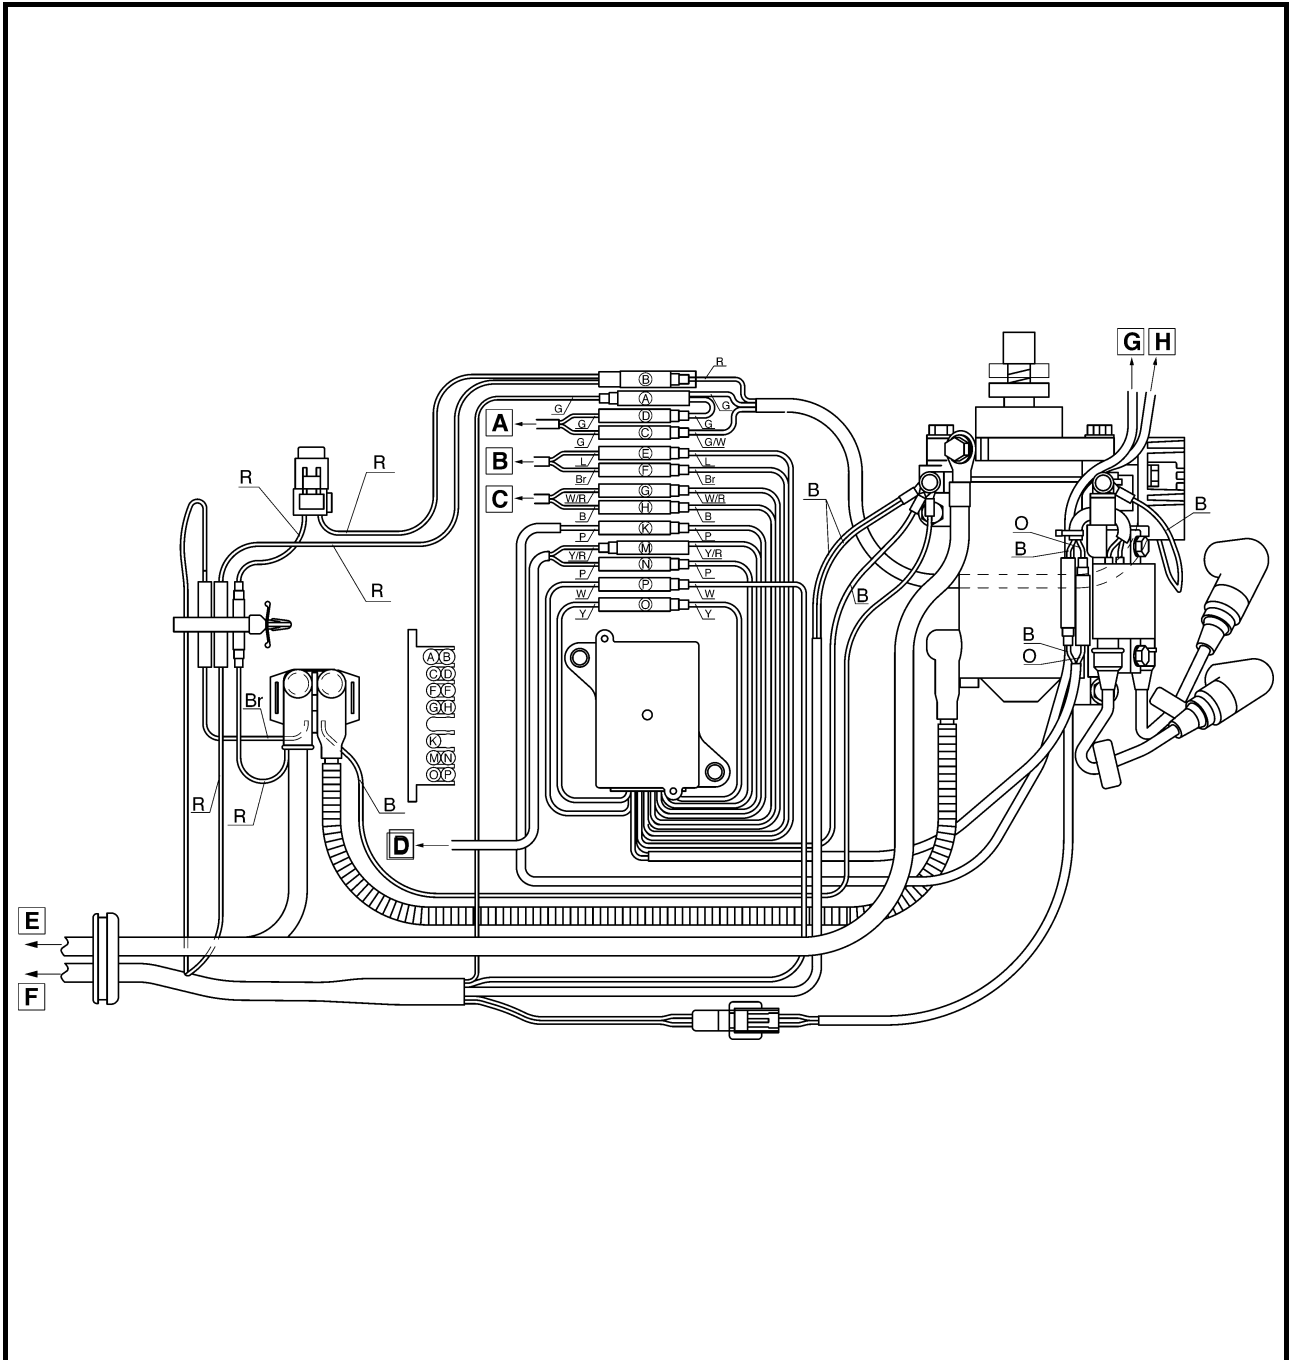 G H
R
B
G A G
A G D G
G C G/W
B L E L
Br F Br
C W/R G W/R
B H B
P K P
Y/R M Y/R
P N P
W P W
Y O Y
R
R
R
B
B
O
B
B
B
O
A B
C D
F F
G H
K
M N
O P
Br
R
R
B
D
E
F